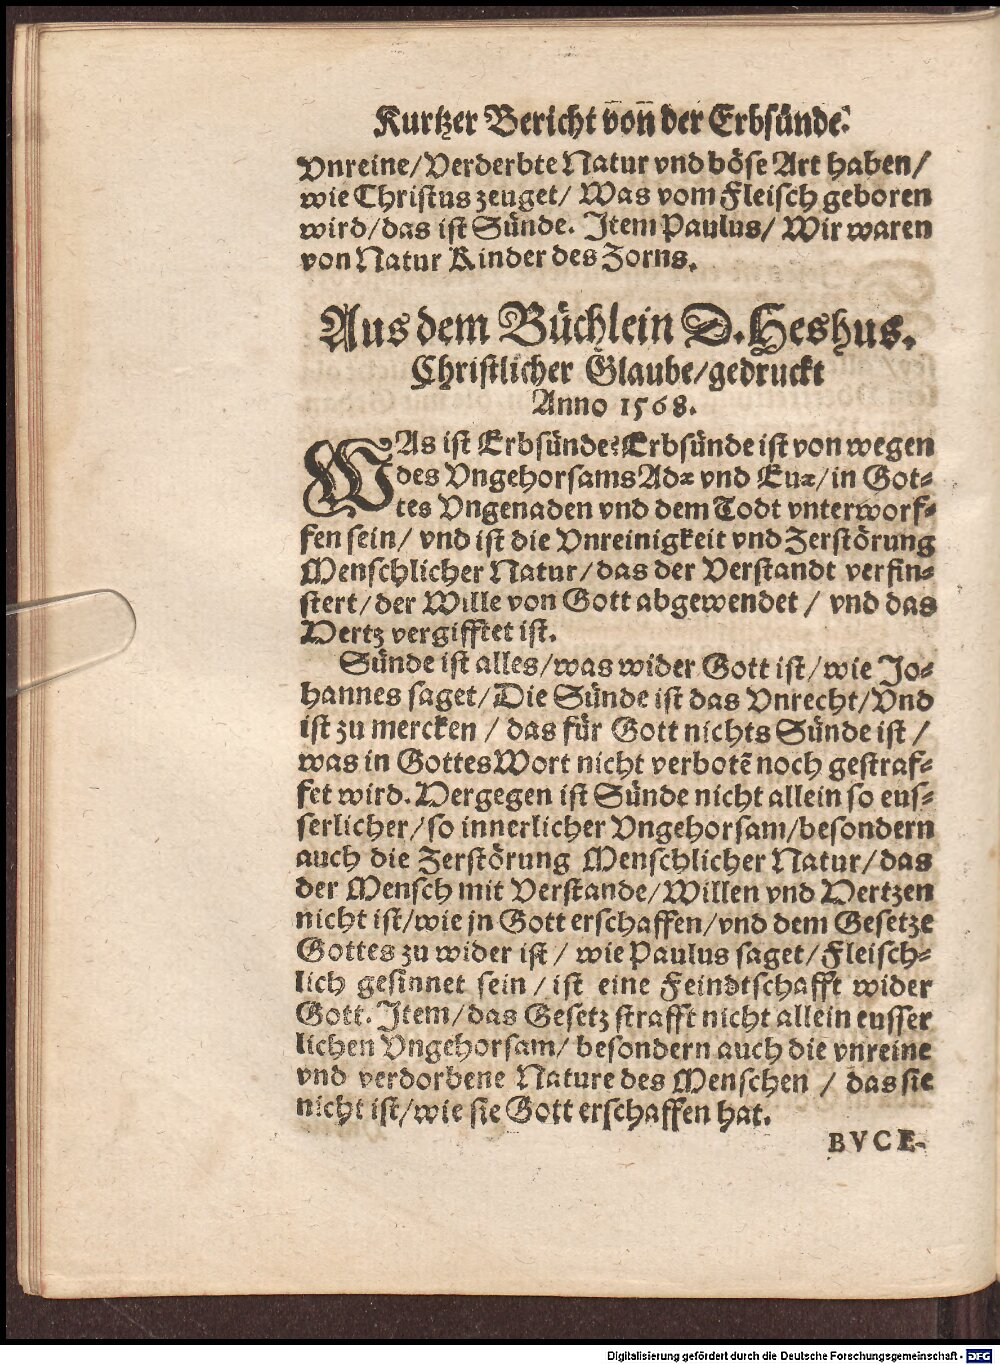 Kurtzer Bericht von der Erbsünde.
Vnreine/Verderbte Natur vnd böse Art haben/
wie Christus zeuget/ Was vom Fleisch geboren
wird/das ist Sünde. Item Paulus/ Wir waren
von Natur Kinder des Zorns.
Aus dem Büchlein D. Heshus.
Christlicher Glaube/gedruckt
Anno 1568.
WAs ist Erbsünde? Erbsünde ist von wegen
des Vngehorsams Adæ vnd Euæ/in Got-
tes Vngenaden vnd dem Todt vnterworf-
fen sein/ vnd ist die Vnreinigkeit vnd Zerstörung
Menschlicher Natur/das der Verstandt verfin-
stert/der Wille von Gott abgewendet / vnd das
Hertz vergifftet ist.
Sünde ist alles/was wider Gott ist/wie Jo-
hannes saget/Die Sünde ist das Vnrecht/Vnd
ist zu mercken / das für Gott nichts Sünde ist /
was in Gottes Wort nicht verbotẽ noch gestraf-
fet wird. Hergegen ist Sünde nicht allein so eus-
serlicher/so innerlicher Vngehorsam/besondern
auch die Zerstörung Menschlicher Natur/das
der Mensch mit Verstande/Willen vnd Hertzen
nicht ist/wie jn Gott erschaffen/vnd dem Gesetze
Gottes zu wider ist / wie Paulus saget/Fleisch-
lich gesinnet sein / ist eine Feindtschafft wider
Gott. Item/das Gesetz strafft nicht allein eusser
lichen Vngehorsam/ besondern auch die vnreine
vnd verdorbene Nature des Menschen / das sie
nicht ist/wie sie Gott erschaffen hat.
BVCE-
Digitalisierung gefördert durch die Deutsche Forschungsgemeinschaft - DFG